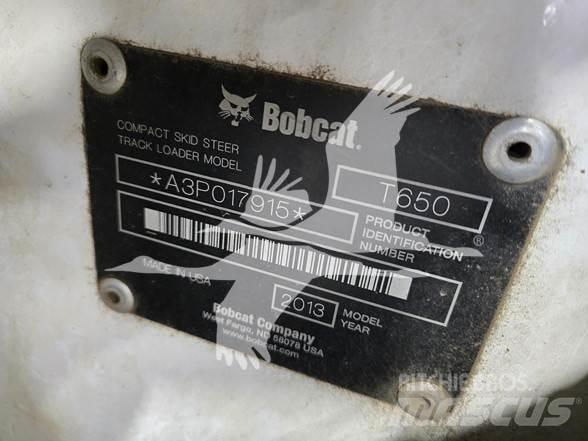 Bobcat.
COMPACT SKID STEER
TRACK LOADER MODEL
T650
*A3P017915*
PRODUCT
IDENTIFICATION
NUMBER
MADE IN USA
2013
MODEL
YEAR
Bobcat Company
West Fargo, ND 58078 USA
www.bobcat.com
®
RITCHIE BROS.
MASCUS